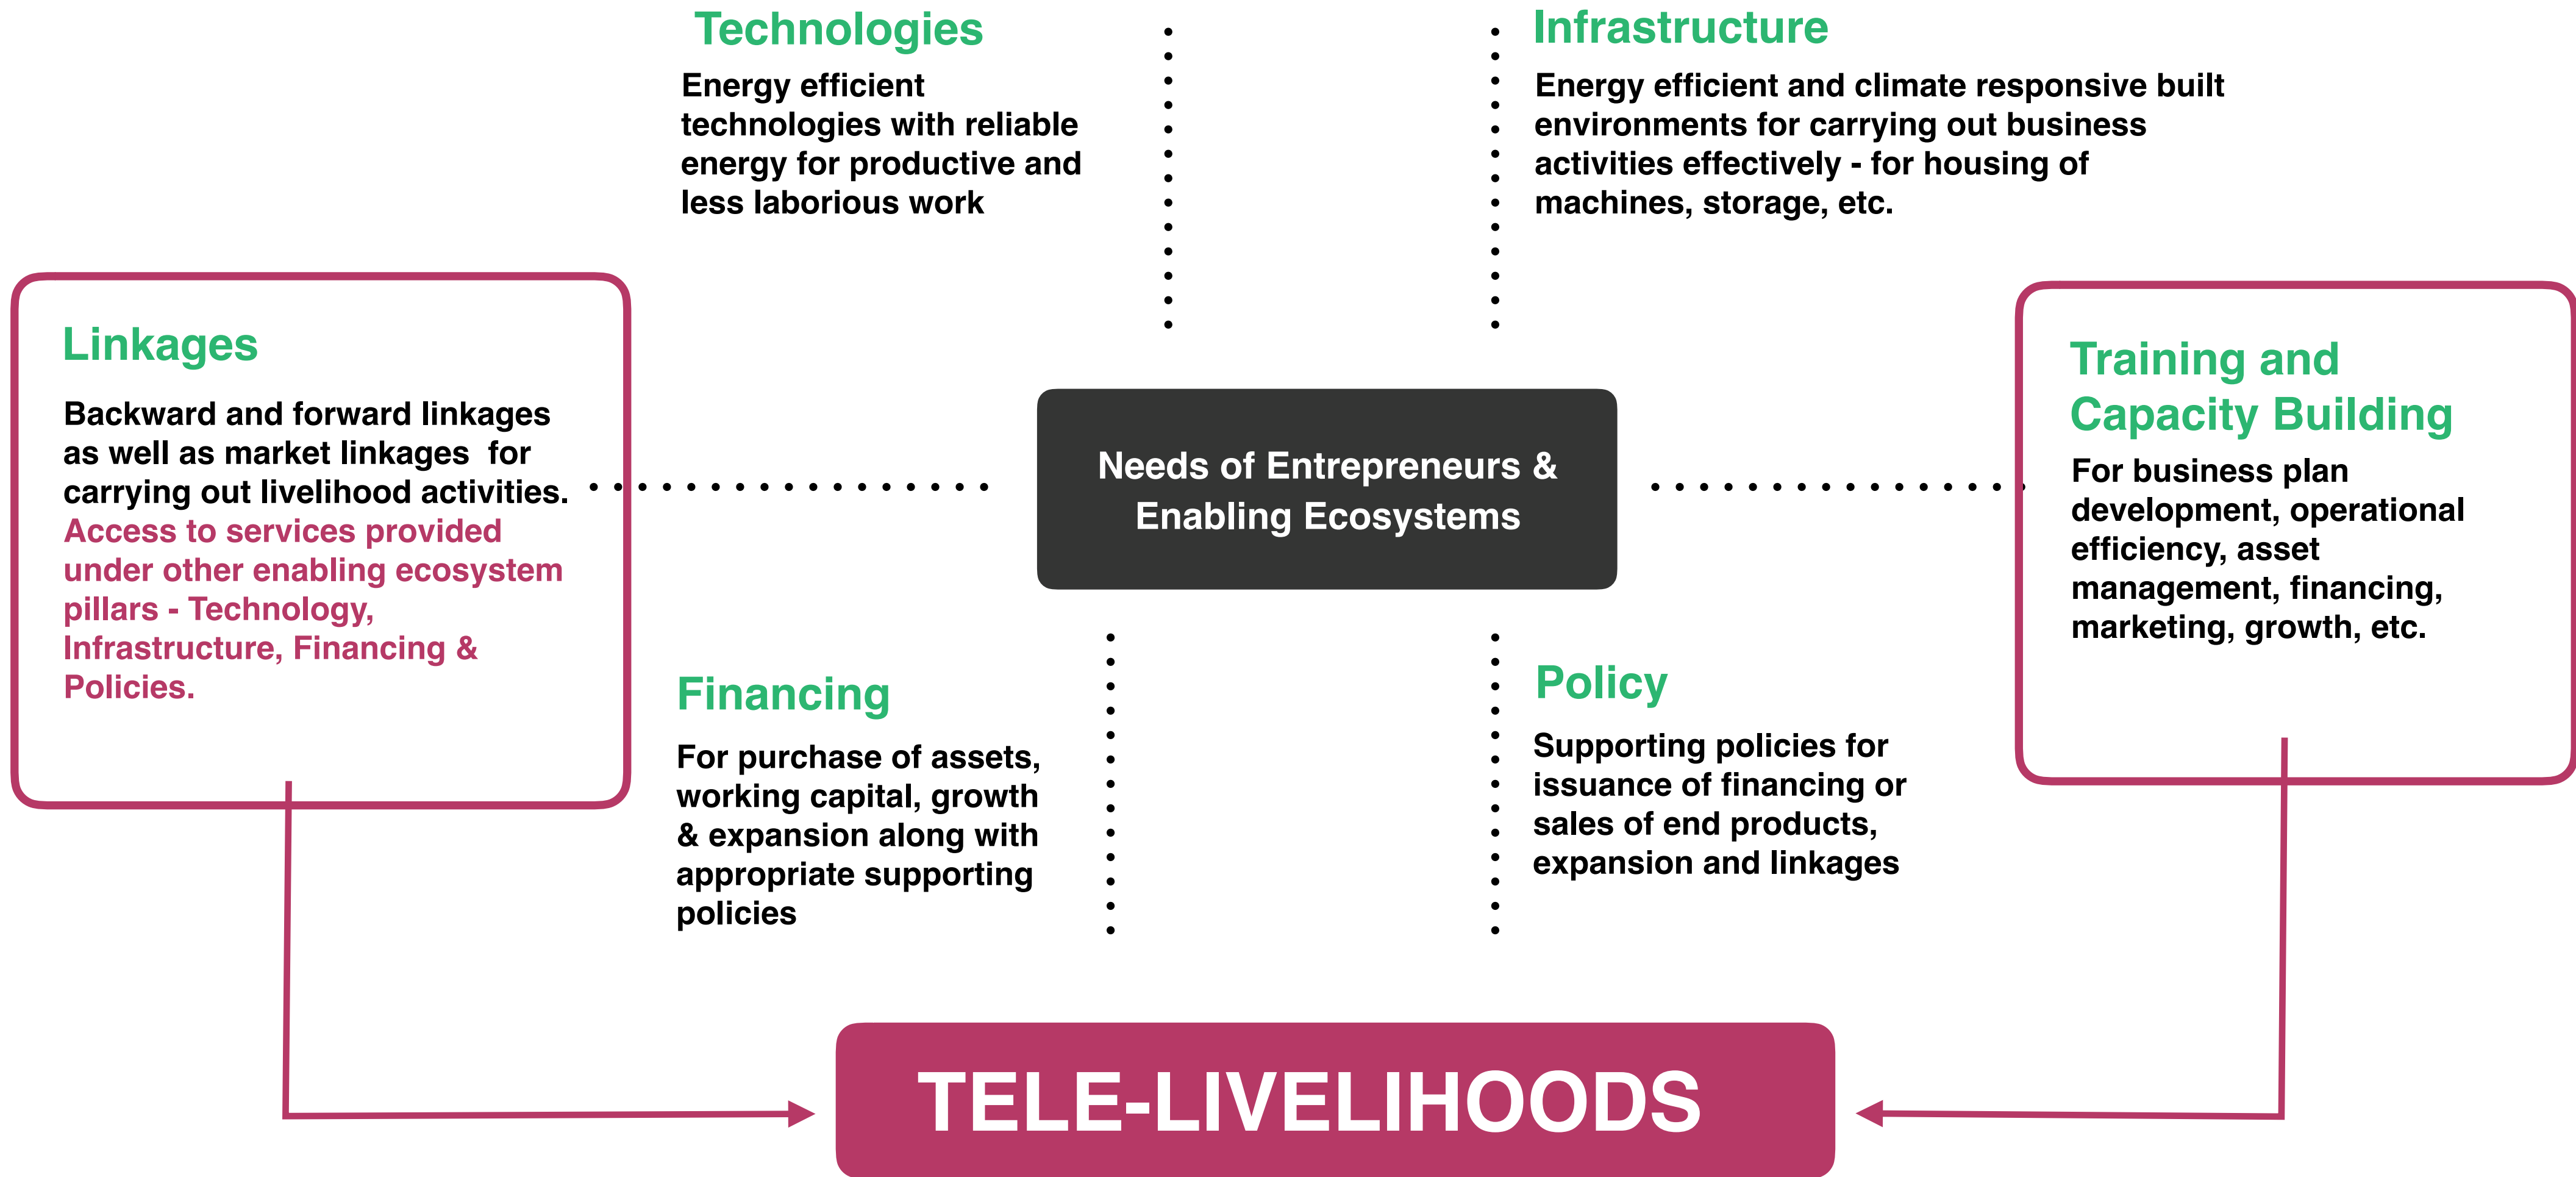 Technologies
Energy efficient
technologies with reliable
energy for productive and
less laborious work
Infrastructure
Energy efficient and climate responsive built
environments for carrying out business
activities effectively - for housing of
machines, storage, etc.
Linkages
Backward and forward linkages
as well as market linkages  for
carrying out livelihood activities.
Access to services provided
under other enabling ecosystem
pillars - Technology,
Infrastructure, Financing &
Policies.
Needs of Entrepreneurs &
Enabling Ecosystems
Training and
Capacity Building
For business plan
development, operational
efficiency, asset
management, financing,
marketing, growth, etc.
Financing
For purchase of assets,
working capital, growth
& expansion along with
appropriate supporting
policies
Policy
Supporting policies for
issuance of financing or
sales of end products,
expansion and linkages
TELE-LIVELIHOODS